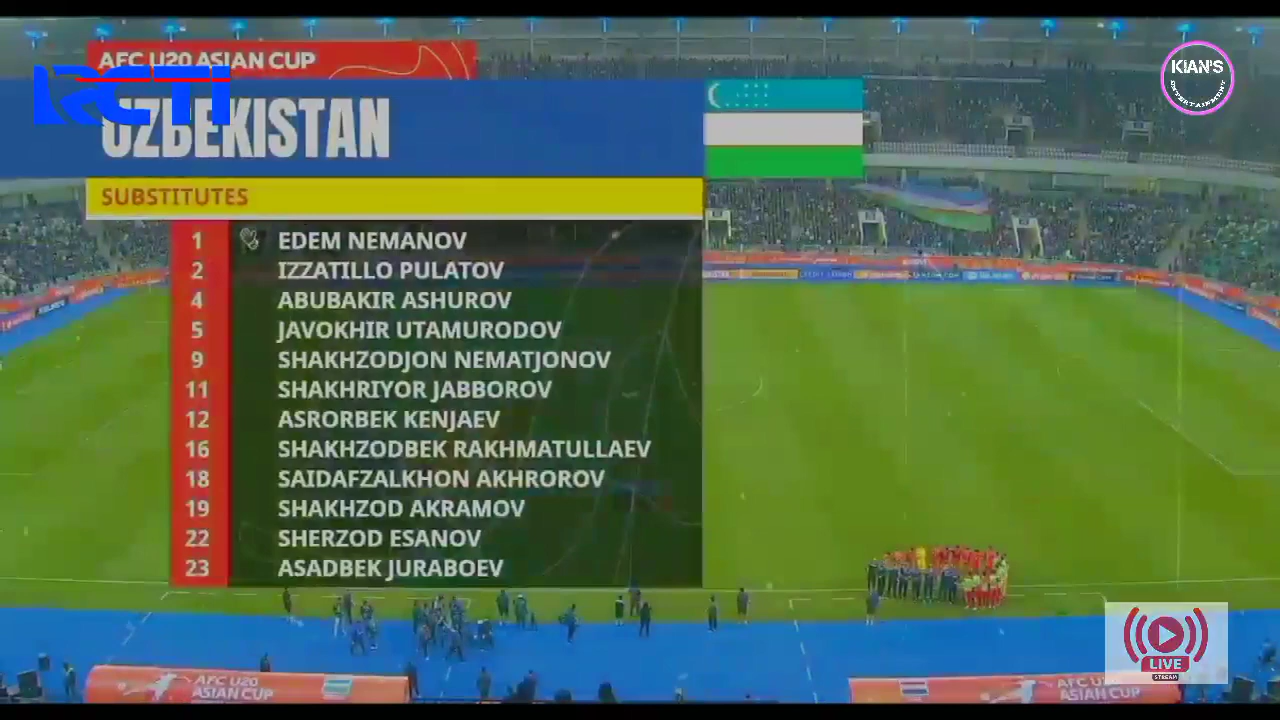 AFC U20 ASIAN CUP
RCTI
UZBEKISTAN
KIAN'S
ENTERTAINMENT
SUBSTITUTES
1 EDEM NEMANOV
2 IZZATILLO PULATOV
4 ABUBAKIR ASHUROV
5 JAVOKHIR UTAMURODOV
9 SHAKHZODJON NEMATJONOV
11 SHAKHRIYOR JABBOROV
12 ASRORBEK KENJAEV
16 SHAKHZODBEK RAKHMATULLAEV
18 SAIDAFZALKHON AKHROROV
19 SHAKHZOD AKRAMOV
22 SHERZOD ESANOV
23 ASADBEK JURABOEV
LIVE
STREAM
AFC U20
ASIAN CUP
AFC U20
ASIAN CUP